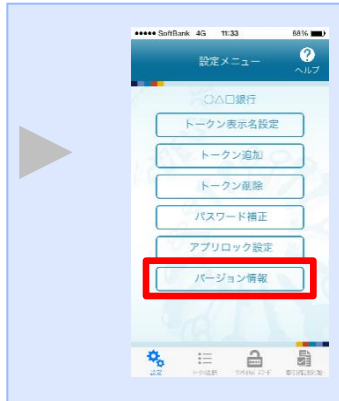 ●●●●● SoftBank 4G 11:33 68%
設定メニュー
?
ヘルプ
○△□銀行
トークン表示名設定
トークン追加
トークン削除
パスワード補正
アプリロック設定
バージョン情報
設定